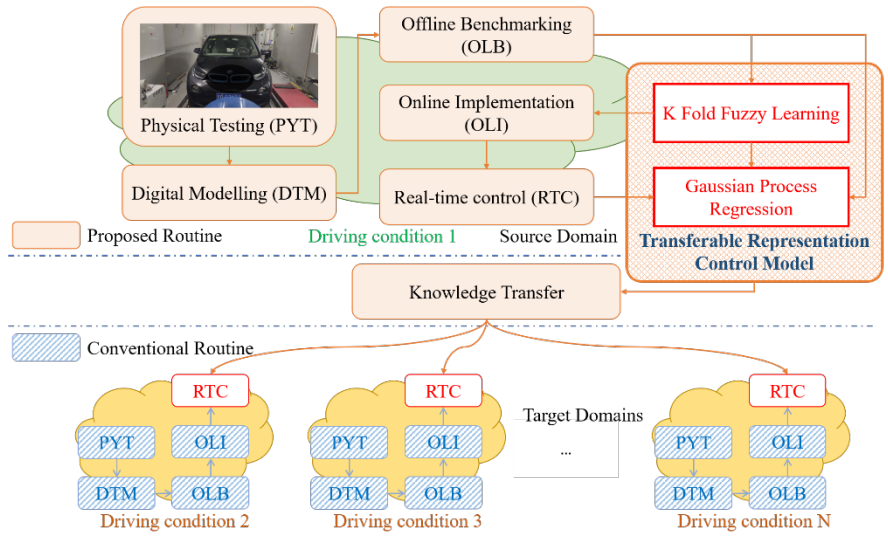 Physical Testing (PYT)
Digital Modelling (DTM)
Offline Benchmarking
(OLB)
Online Implementation
(OLI)
Real-time control (RTC)
K Fold Fuzzy Learning
Gaussian Process
Regression
Transferable Representation
Control Model
Proposed Routine
Driving condition 1
Source Domain
Knowledge Transfer
Conventional Routine
RTC
PYT
OLI
DTM
OLB
Driving condition 2
RTC
PYT
OLI
DTM
OLB
Driving condition 3
Target Domains
...
RTC
PYT
OLI
DTM
OLB
Driving condition N